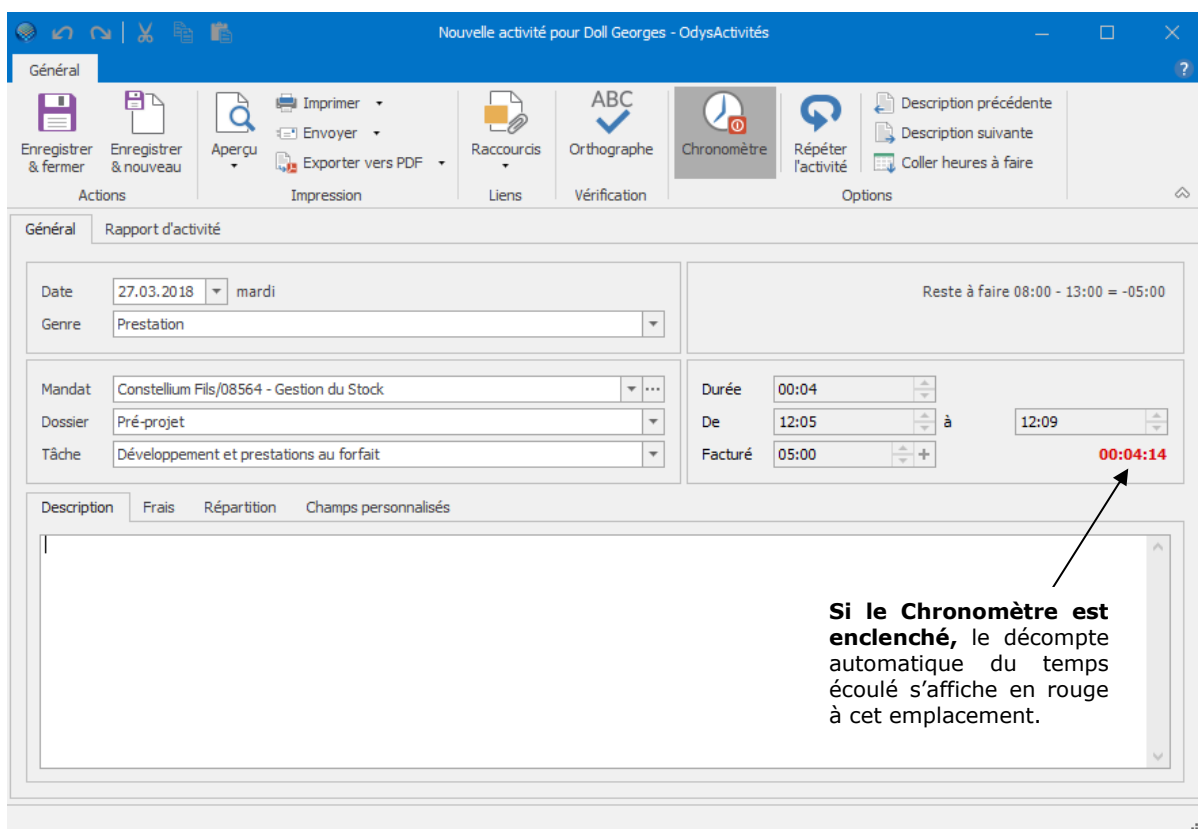 Nouvelle activité pour Doll Georges - OdysActivités
Général
?
Enregistrer
& fermer
Enregistrer
& nouveau
Actions
Aperçu
Imprimer
Envoyer
Exporter vers PDF
Impression
Raccourcis
Liens
ABC
Orthographe
Vérification
Chronomètre
Répéter
l'activité
Description précédente
Description suivante
Coller heures à faire
Options
Général Rapport d'activité
Date 27.03.2018 mardi
Reste à faire 08:00 - 13:00 = -05:00
Genre Prestation
Mandat Constellium Fils/08564 - Gestion du Stock
Dossier Pré-projet
Tâche Développement et prestations au forfait
Durée 00:04
De 12:05 à 12:09
Facturé 05:00 00:04:14
Description Frais Répartition Champs personnalisés
Si le Chronomètre est
enclenché, le décompte
automatique du temps
écoulé s’affiche en rouge
à cet emplacement.